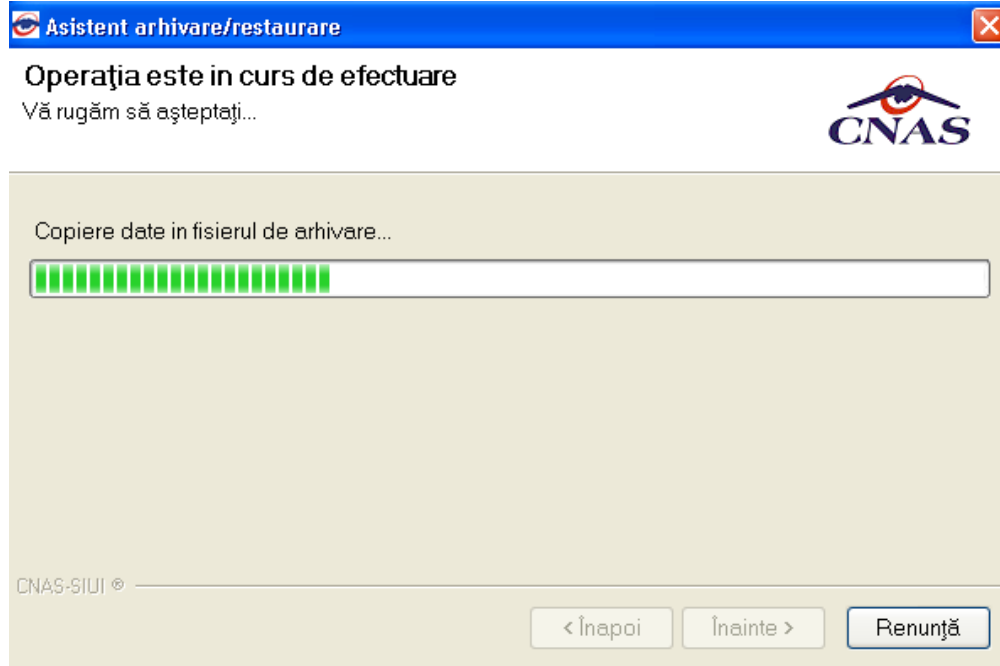 Asistent arhivare/restaurare
Operaţia este in curs de efectuare
Vă rugăm să aşteptaţi...
CNAS
Copiere date in fisierul de arhivare...
CNAS-SIUI ®
< Înapoi
Înainte >
Renunţă